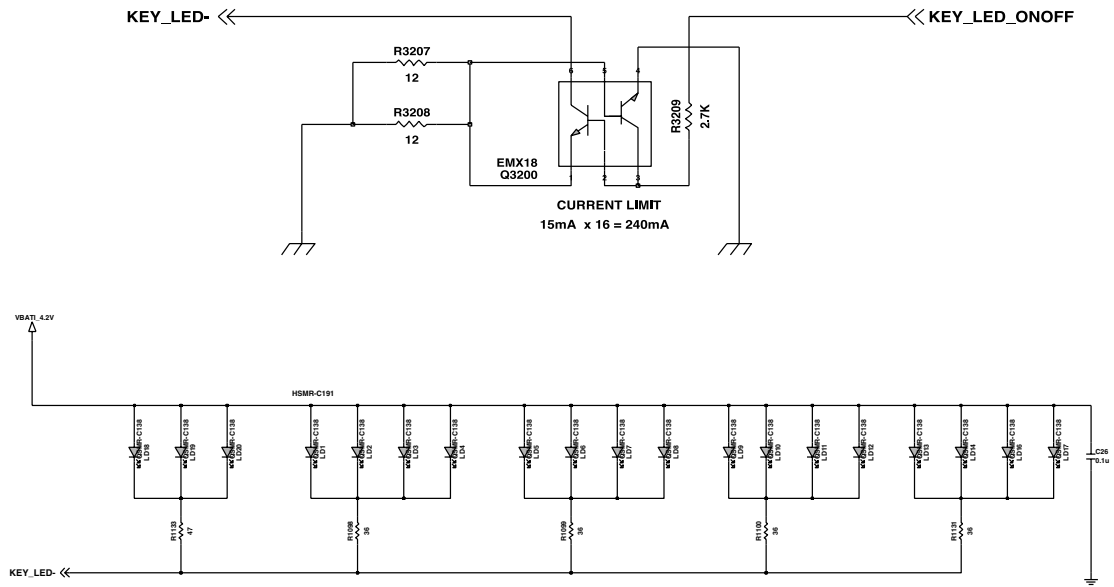 KEY_LED-
KEY_LED_ONOFF
R3207
12
R3208
12
6
5
4
R3209
2.7K
EMX18
Q3200
1
2
3
CURRENT LIMIT
15mA x 16 = 240mA
VBATI_4.2V
HSMR-C191
LD18
LD19
LD20
LD1
LD2
LD3
LD4
LD5
LD6
LD7
LD8
LD9
LD10
LD11
LD12
LD13
LD14
LD16
LD17
C26
0.1u
R1133
47
R1098
36
R1099
36
R1100
36
R1131
36
KEY_LED-